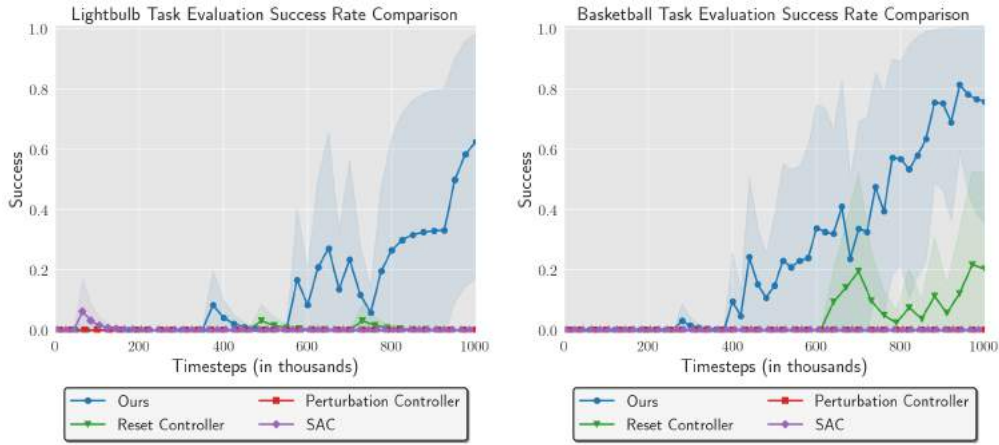 Lightbulb Task Evaluation Success Rate Comparison
1.0
0.8
0.6
0.4
0.2
0.0
Success
0
200
400
600
800
1000
Timesteps (in thousands)
Ours
Perturbation Controller
Reset Controller
SAC
Basketball Task Evaluation Success Rate Comparison
1.0
0.8
0.6
0.4
0.2
0.0
Success
0
200
400
600
800
1000
Timesteps (in thousands)
Ours
Perturbation Controller
Reset Controller
SAC